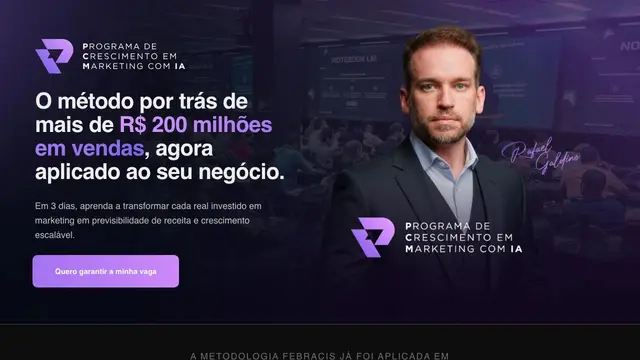 PROGRAMA DE
CRESCIMENTO EM
MARKETING COM IA
O método por trás de
mais de R$ 200 milhões
em vendas, agora
aplicado ao seu negócio.
Em 3 dias, aprenda a transformar cada real investido em
marketing em previsibilidade de receita e crescimento
escalável.
Quero garantir a minha vaga
NOTEBOOK LM
Rafael
Galdino
PROGRAMA DE
CRESCIMENTO EM
MARKETING COM IA
A METODOLOGIA FEBRACIS JÁ FOI APLICADA EM